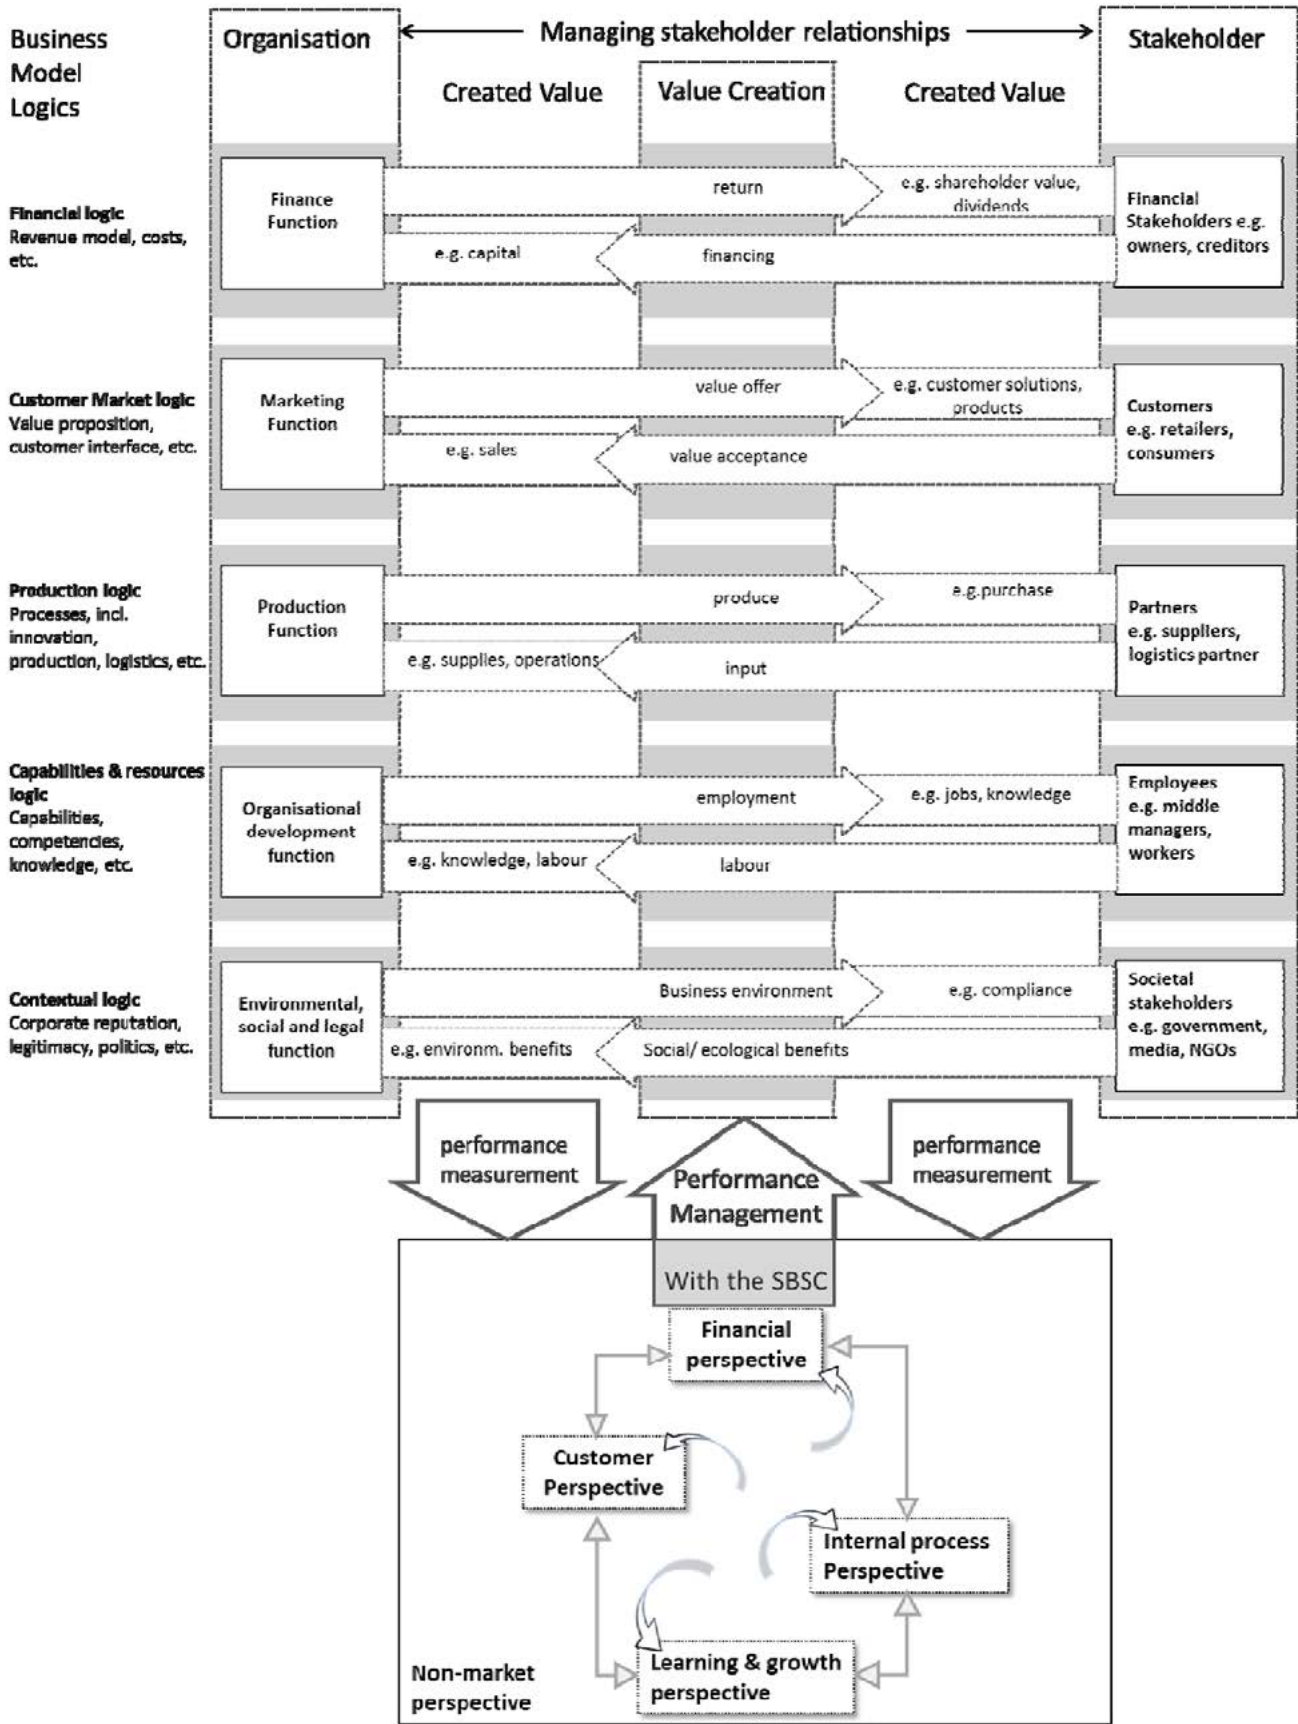 Business
Model
Logics
Organisation
Managing stakeholder relationships
Stakeholder
Created Value
Value Creation
Created Value
Financial logic
Revenue model, costs,
etc.
Finance
Function
return
e.g. shareholder value,
dividends
e.g. capital
financing
Financial
Stakeholders e.g.
owners, creditors
Customer Market logic
Value proposition,
customer interface, etc.
Marketing
Function
value offer
e.g. customer solutions,
products
e.g. sales
value acceptance
Customers
e.g. retailers,
consumers
Production logic
Processes, incl.
innovation,
production, logistics, etc.
Production
Function
produce
e.g.purchase
e.g. supplies, operations
input
Partners
e.g. suppliers,
logistics partner
Capabilities & resources
logic
Capabilities,
competencies,
knowledge, etc.
Organisational
development
function
employment
e.g. jobs, knowledge
e.g. knowledge, labour
labour
Employees
e.g. middle
managers,
workers
Contextual logic
Corporate reputation,
legitimacy, politics, etc.
Environmental,
social and legal
function
Business environment
e.g. compliance
e.g. environm. benefits
Social/ ecological benefits
Societal
stakeholders
e.g. government,
media, NGOs
performance
measurement
Performance
Management
performance
measurement
With the SBSC
Financial
perspective
Customer
Perspective
Internal process
Perspective
Learning & growth
perspective
Non-market
perspective